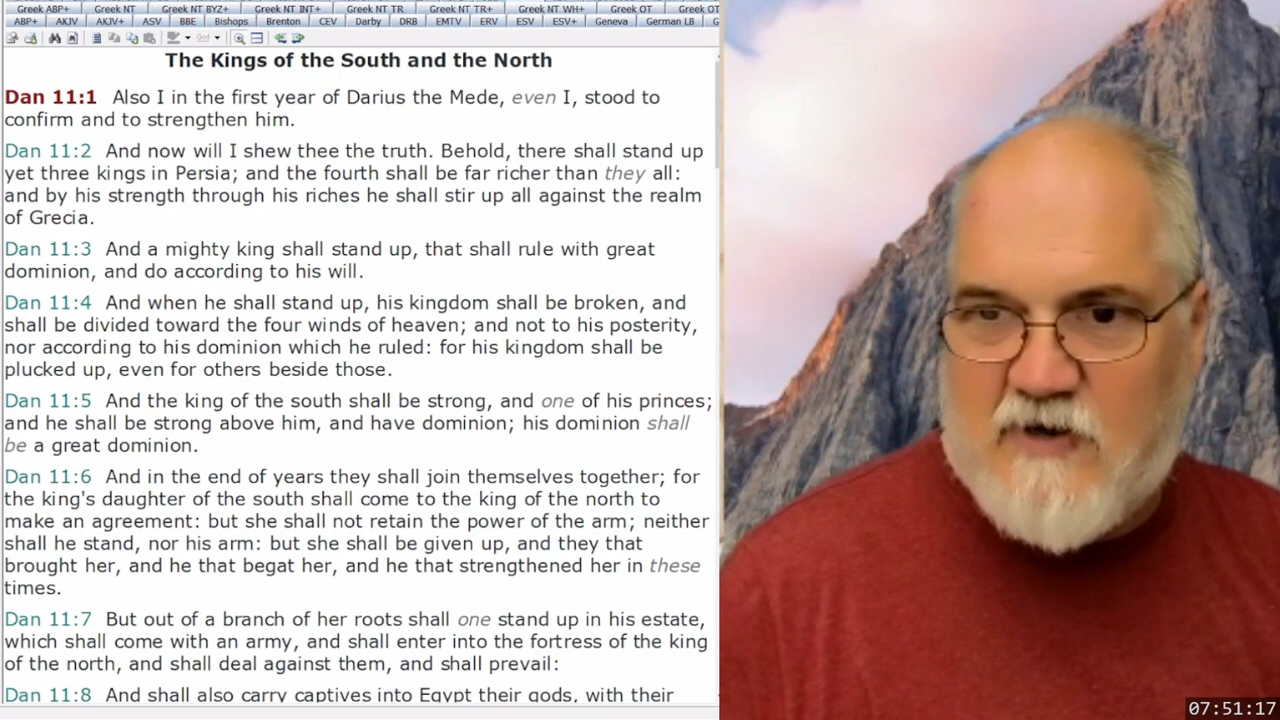 Greek ABP+ Greek NT Greek NT BYZ+ Greek NT INT+ Greek NT TR Greek NT TR+ Greek NT WH+ Greek OT Greek OT
ABP+ AKJV AKJV+ ASV BBE Bishops Brenton CEV Darby DRB EMTV ERV ESV ESV+ Geneva German LB
The Kings of the South and the North
Dan 11:1 Also I in the first year of Darius the Mede, even I, stood to
confirm and to strengthen him.
Dan 11:2 And now will I shew thee the truth. Behold, there shall stand up
yet three kings in Persia; and the fourth shall be far richer than they all:
and by his strength through his riches he shall stir up all against the realm
of Grecia.
Dan 11:3 And a mighty king shall stand up, that shall rule with great
dominion, and do according to his will.
Dan 11:4 And when he shall stand up, his kingdom shall be broken, and
shall be divided toward the four winds of heaven; and not to his posterity,
nor according to his dominion which he ruled: for his kingdom shall be
plucked up, even for others beside those.
Dan 11:5 And the king of the south shall be strong, and one of his princes;
and he shall be strong above him, and have dominion; his dominion shall
be a great dominion.
Dan 11:6 And in the end of years they shall join themselves together; for
the king's daughter of the south shall come to the king of the north to
make an agreement: but she shall not retain the power of the arm; neither
shall he stand, nor his arm: but she shall be given up, and they that
brought her, and he that begat her, and he that strengthened her in these
times.
Dan 11:7 But out of a branch of her roots shall one stand up in his estate,
which shall come with an army, and shall enter into the fortress of the king
of the north, and shall deal against them, and shall prevail:
Dan 11:8 And shall also carry captives into Egypt their gods, with their
07:51:17